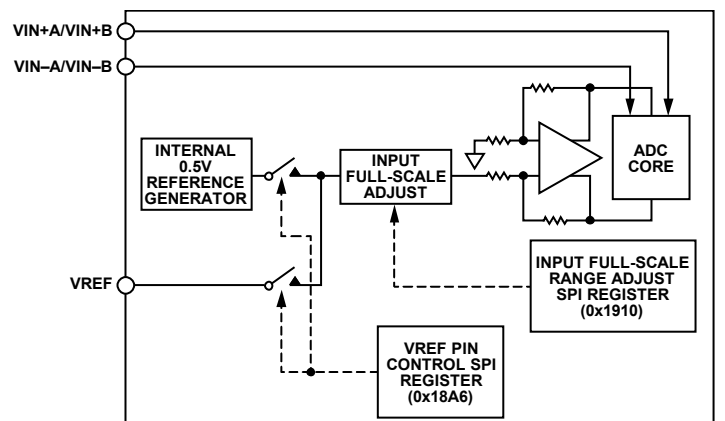 VIN+A/VIN+B
VIN–A/VIN–B
INTERNAL
0.5V
REFERENCE
GENERATOR
INPUT
FULL-SCALE
ADJUST
ADC
CORE
VREF
INPUT FULL-SCALE
RANGE ADJUST
SPI REGISTER
(0x1910)
VREF PIN
CONTROL SPI
REGISTER
(0x18A6)